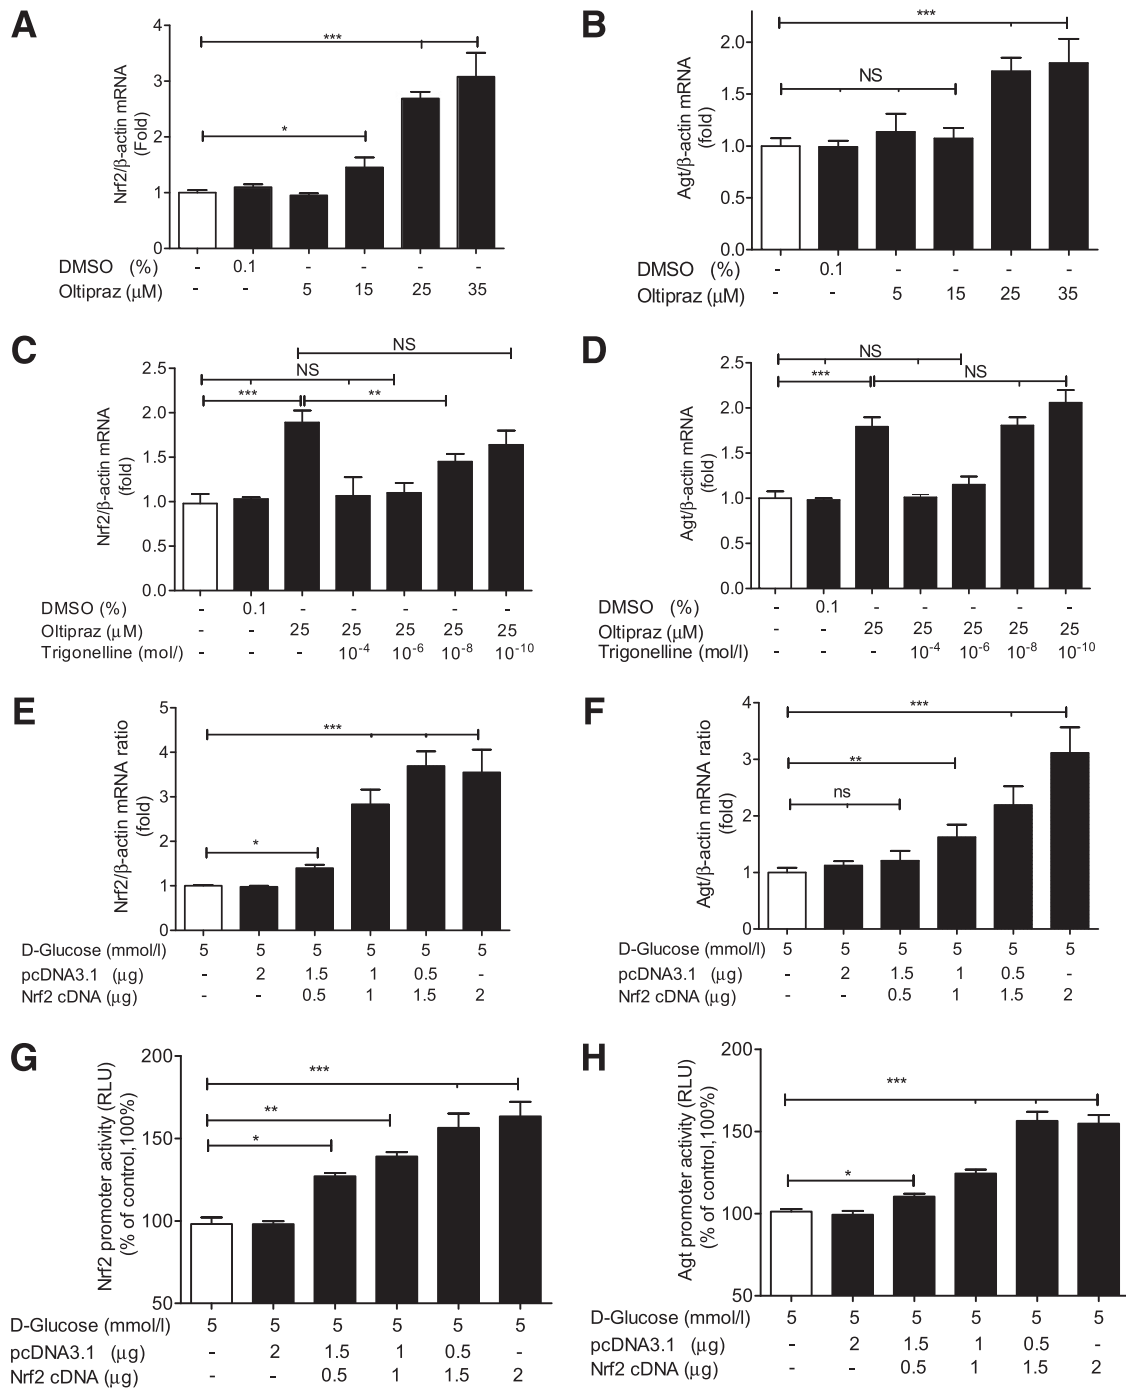 A
Nrf2/β-actin mRNA
(Fold)
4
3
2
1
0
***
*
DMSO (%) - 0.1 - - - -
Oltipraz (μM) - - 5 15 25 35
B
Agt/β-actin mRNA
(fold)
2.0
1.5
1.0
0.5
0.0
***
NS
DMSO (%) - 0.1 - - - -
Oltipraz (μM) - - 5 15 25 35
C
Nrf2/β-actin mRNA
(fold)
2.5
2.0
1.5
1.0
0.5
0.0
NS
NS
*** **
DMSO (%) - 0.1 - - - - -
Oltipraz (μM) - - 25 25 25 25 25
Trigonelline (mol/) - - - 10-4 10-6 10-8 10-10
D
Agt/β-actin mRNA
(fold)
2.5
2.0
1.5
1.0
0.5
0.0
NS
*** NS
DMSO (%) - 0.1 - - - - -
Oltipraz (μM) - - 25 25 25 25 25
Trigonelline (mol/l) - - - 10-4 10-6 10-8 10-10
E
Nrf2/β-actin mRNA ratio
(fold)
5
4
3
2
1
0
***
*
D-Glucose (mmol/l) 5 5 5 5 5 5
pcDNA3.1 (μg) - 2 1.5 1 0.5 -
Nrf2 cDNA (μg) - - 0.5 1 1.5 2
F
Agt/β-actin mRNA ratio
(fold)
4
3
2
1
0
***
**
ns
D-Glucose (mmol/l) 5 5 5 5 5 5
pcDNA3.1 (μg) - 2 1.5 1 0.5 -
Nrf2 cDNA (μg) - - 0.5 1 1.5 2
G
Nrf2 promoter activity (RLU)
(% of control,100%)
200
150
100
50
***
**
*
D-Glucose (mmol/l) 5 5 5 5 5 5
pcDNA3.1 (μg) - 2 1.5 1 0.5 -
Nrf2 cDNA (μg) - - 0.5 1 1.5 2
H
Agt promoter activity (RLU)
(% of control,100%)
200
150
100
50
***
*
D-Glucose (mmol/l) 5 5 5 5 5 5
pcDNA3.1 (μg) - 2 1.5 1 0.5 -
Nrf2 cDNA (μg) - - 0.5 1 1.5 2